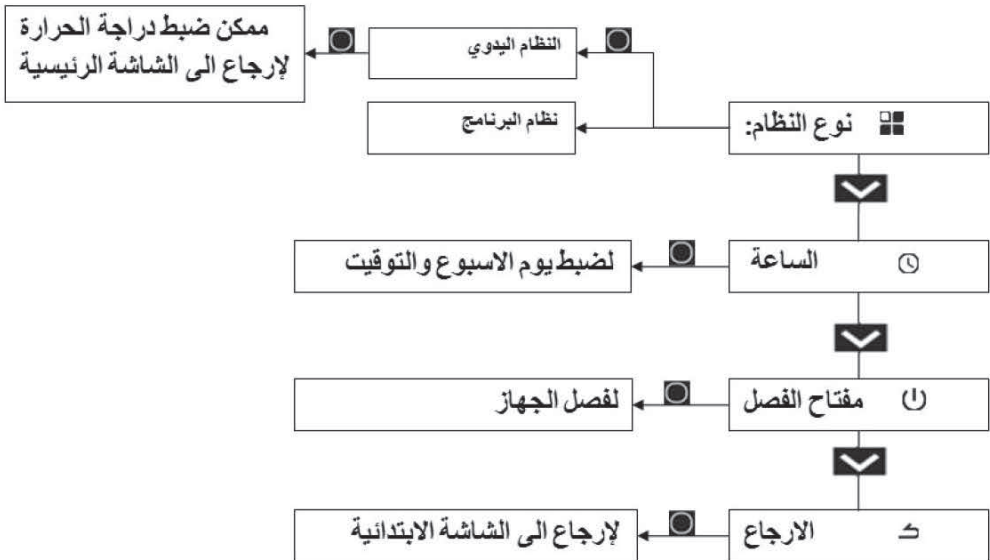 نوع النظام:
النظام اليدوي
ممكن ضبط دراجة الحرارة
لإرجاع الى الشاشة الرئيسية
نظام البرنامج
الساعة
لضبط يوم الاسبوع والتوقيت
مفتاح الفصل
لفصل الجهاز
الارجاع
لإرجاع الى الشاشة الابتدائية